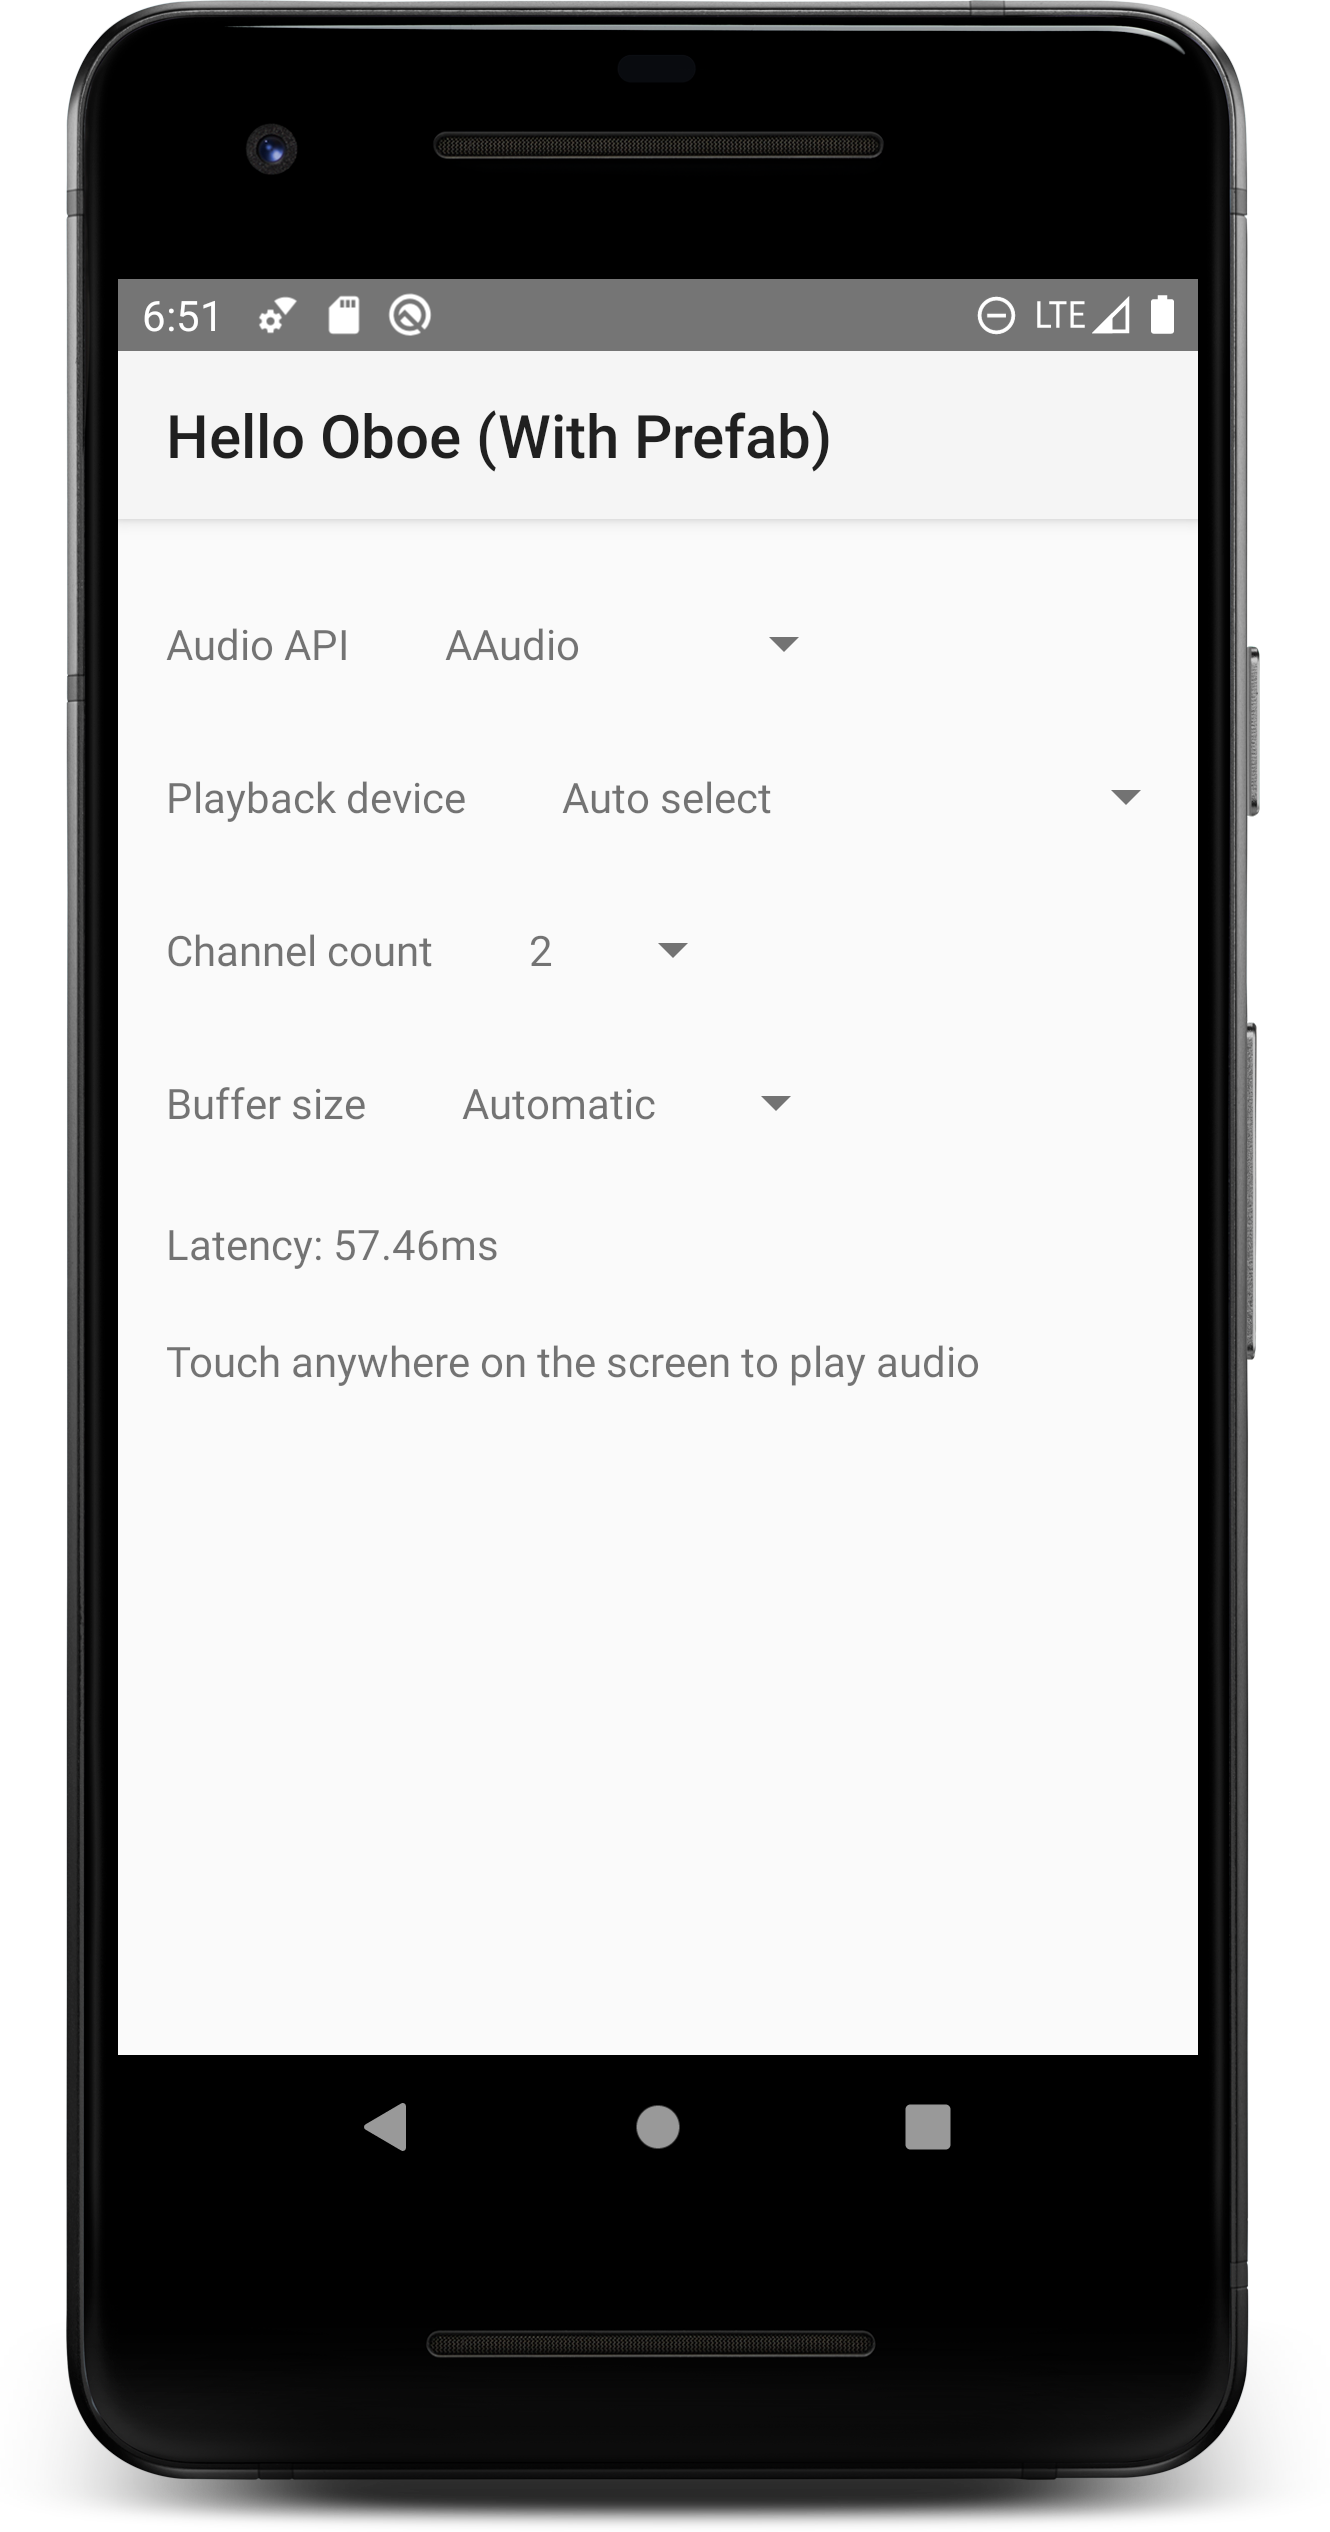 6:51 LTE
Hello Oboe (With Prefab)
Audio API AAudio
Playback device Auto select
Channel count 2
Buffer size Automatic
Latency: 57.46ms
Touch anywhere on the screen to play audio